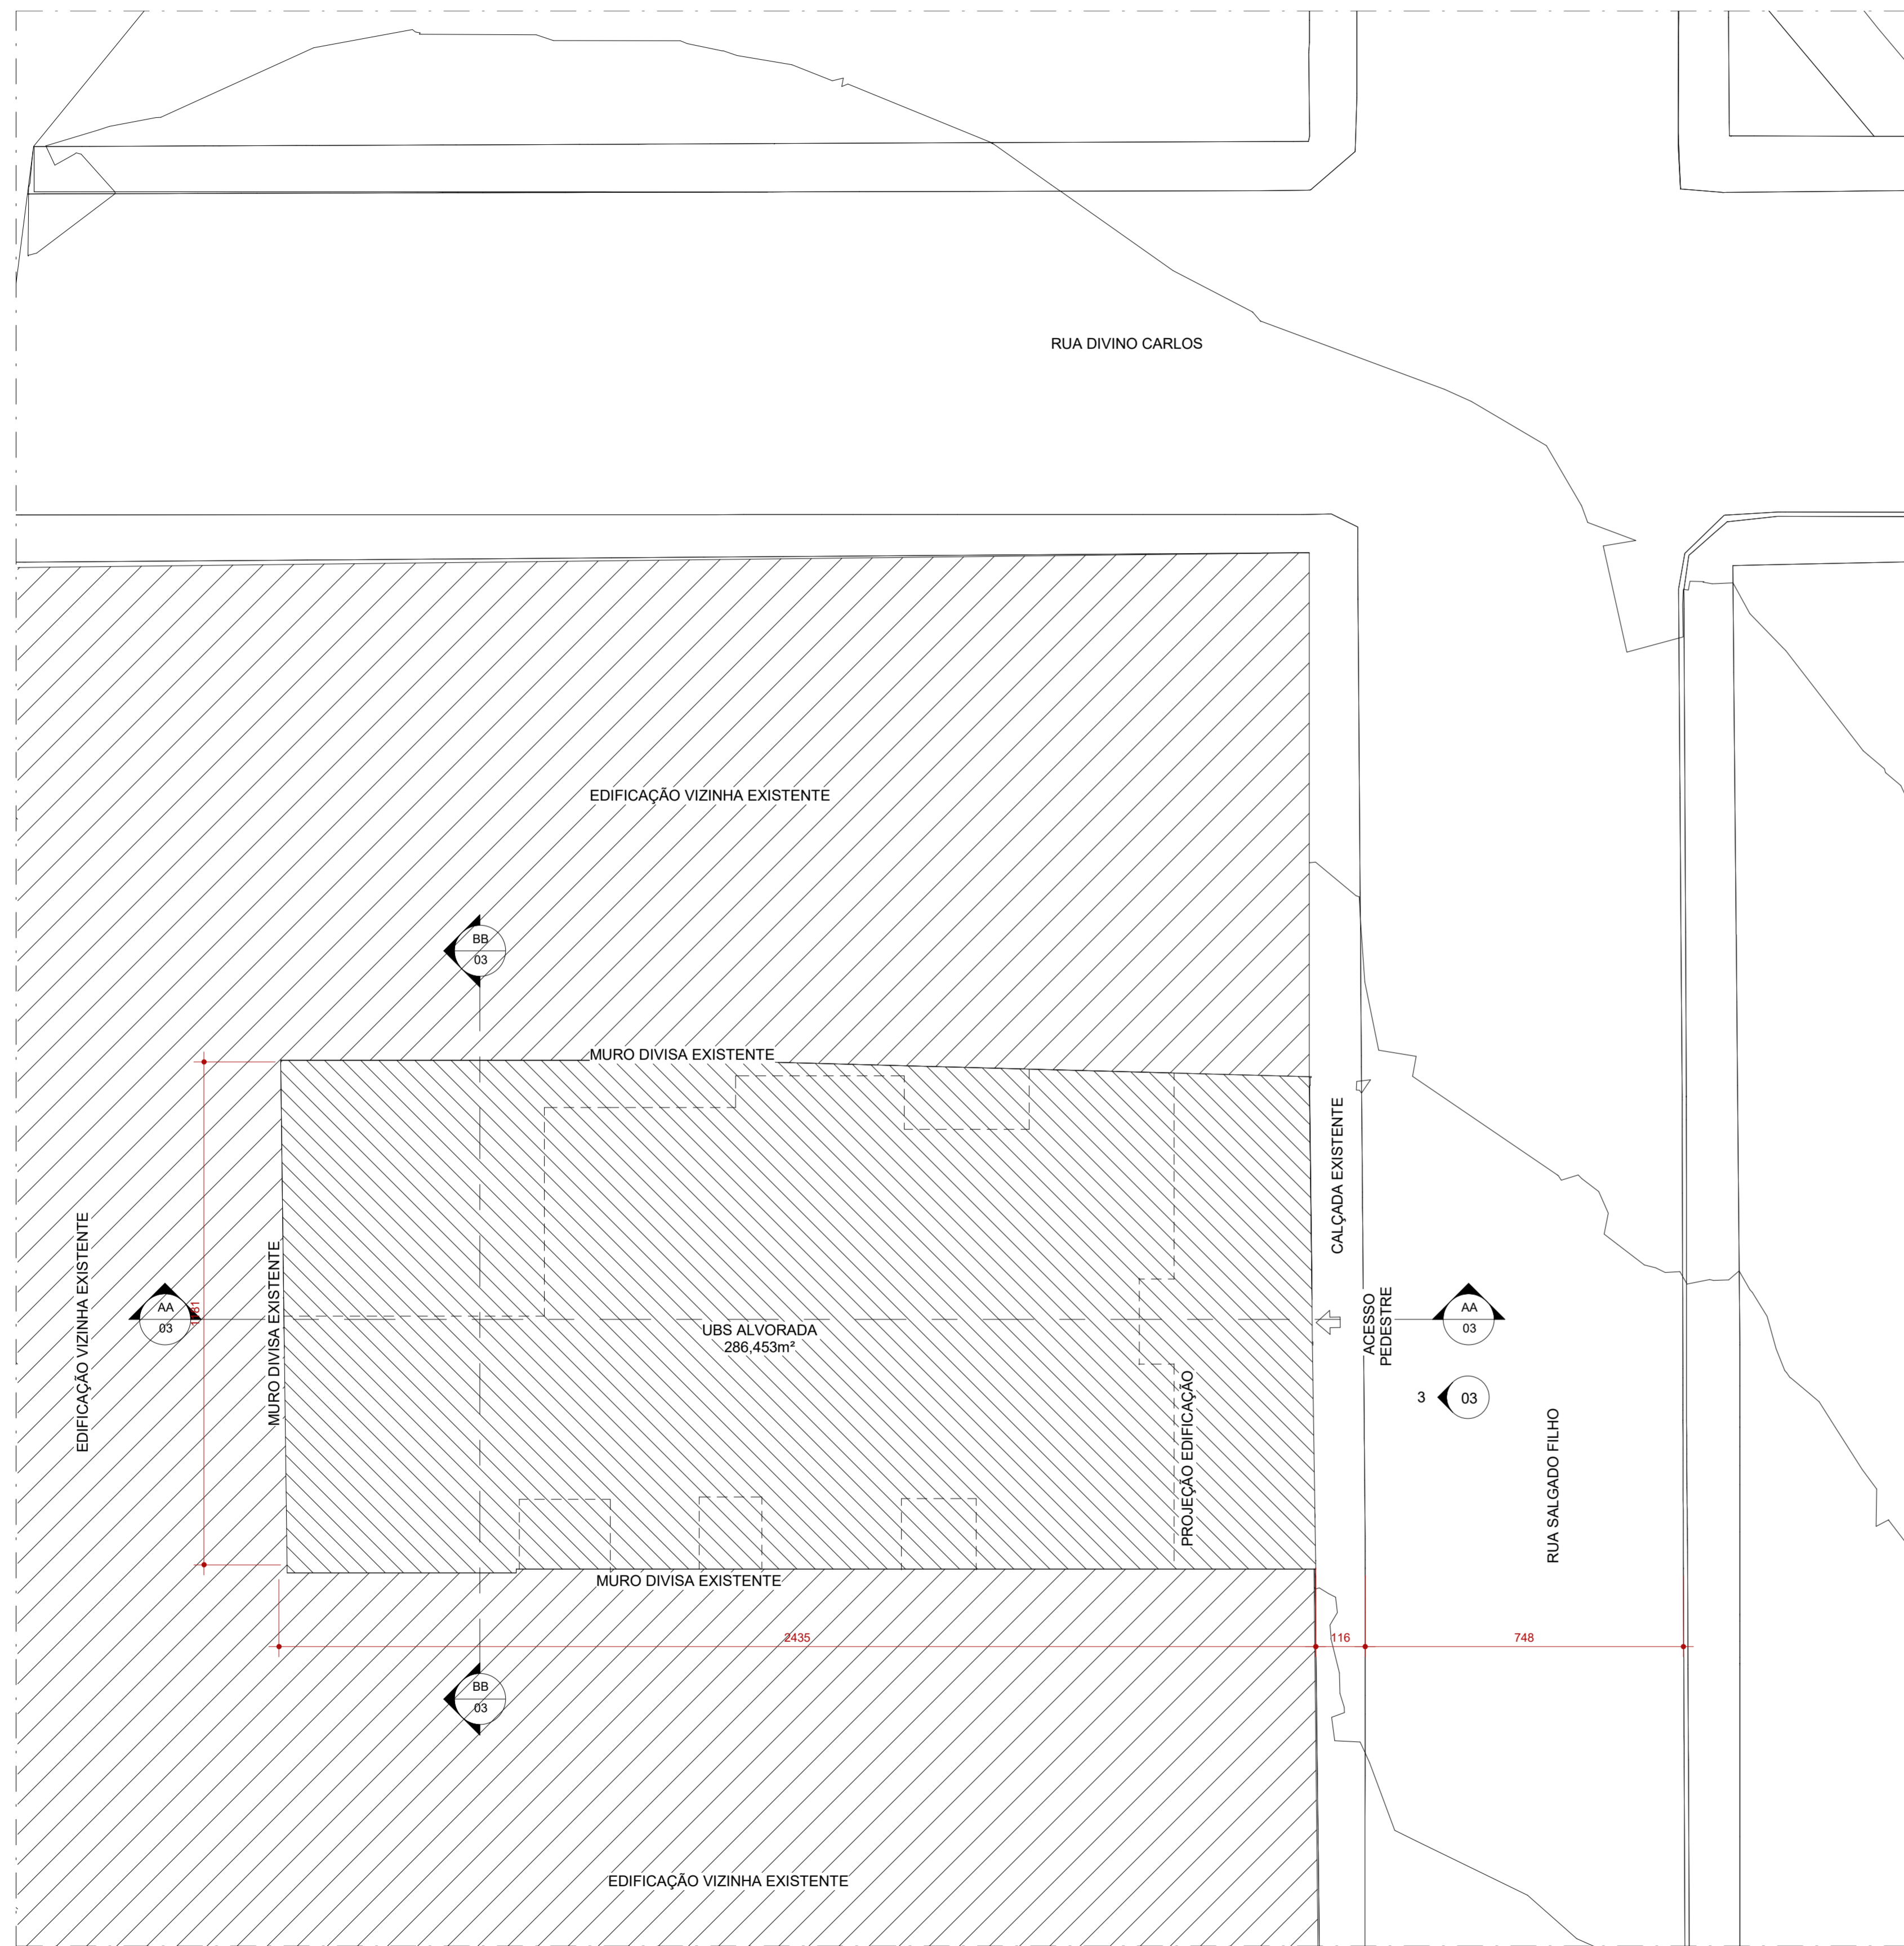 RUA DIVINO CARLOS
EDIFICAÇÃO VIZINHA EXISTENTE
BB
03
MURO DIVISA EXISTENTE
EDIFICAÇÃO VIZINHA EXISTENTE
AA
03
MURO DIVISA EXISTENTE
UBS ALVORADA
286,453m²
PROJEÇÃO EDIFICAÇÃO
CALÇADA EXISTENTE
ACESSO
PEDESTRE
AA
03
3
03
RUA SALGADO FILHO
MURO DIVISA EXISTENTE
2435
116
748
BB
03
EDIFICAÇÃO VIZINHA EXISTENTE